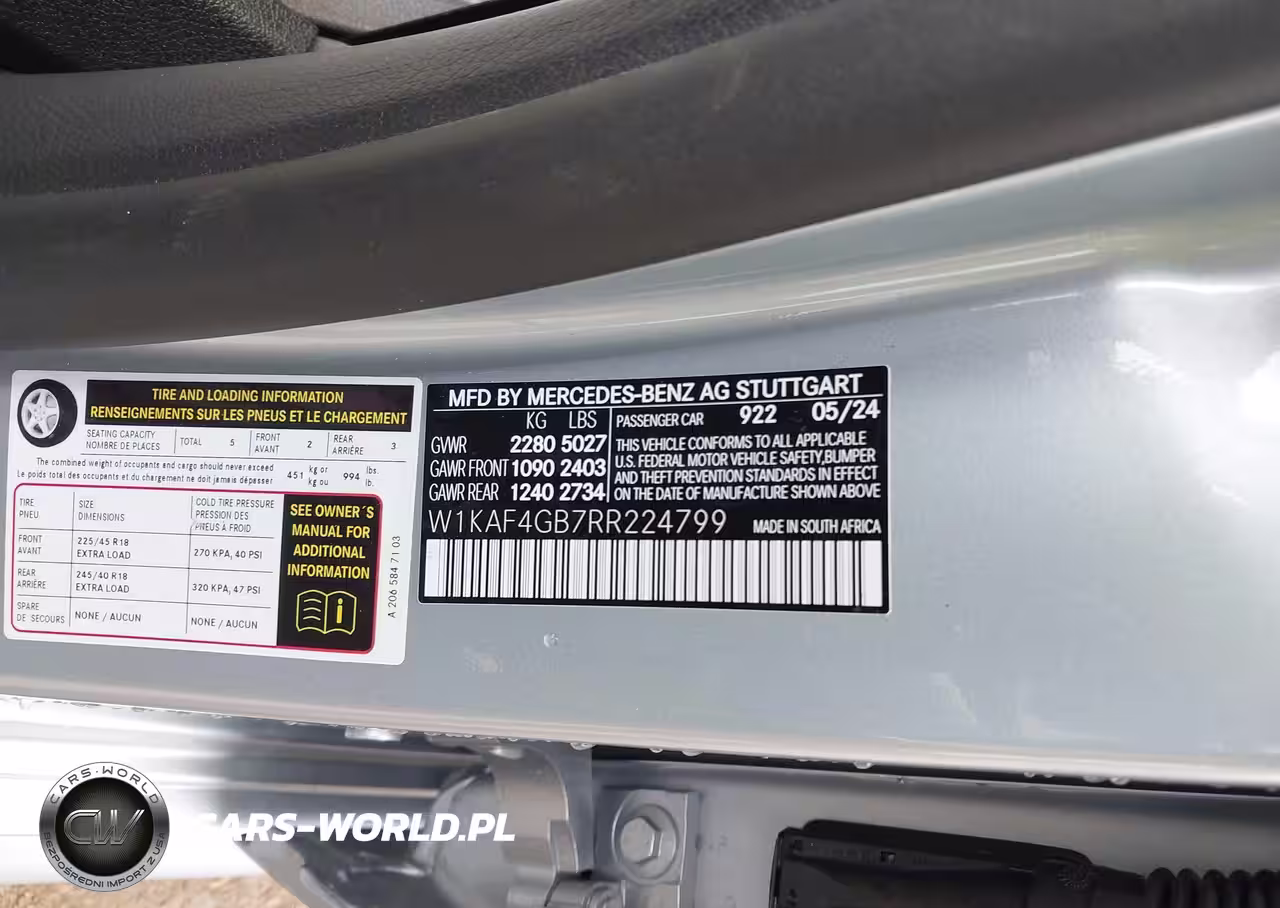 TIRE AND LOADING INFORMATION
RENSEIGNEMENTS SUR LES PNEUS ET LE CHARGEMENT
SEATING CAPACITY
NOMBRE DE PLACES
TOTAL 5
FRONT
AVANT
2
REAR
ARRIÈRE
3
The combined weight of occupants and cargo should never exceed
Le poids total des occupants et du chargement ne doit jamais dépasser
451
kg or
kg ou
994
lbs.
lb.
TIRE
PNEU
SIZE
DIMENSIONS
COLD TIRE PRESSURE
PRESSION DES
PNEUS À FROID
FRONT
AVANT
225/45 R18
EXTRA LOAD
270 KPA, 40 PSI
REAR
ARRIÈRE
245/40 R18
EXTRA LOAD
320 KPA, 47 PSI
SPARE
DE SECOURS
NONE / AUCUN
NONE / AUCUN
SEE OWNER´S
MANUAL FOR
ADDITIONAL
INFORMATION
A 206 584 71 03
MFD BY MERCEDES-BENZ AG STUTTGART
KG LBS
GVWR 2280 5027
GAWR FRONT 1090 2403
GAWR REAR 1240 2734
PASSENGER CAR 922 05/24
THIS VEHICLE CONFORMS TO ALL APPLICABLE
U.S. FEDERAL MOTOR VEHICLE SAFETY,BUMPER
AND THEFT PREVENTION STANDARDS IN EFFECT
ON THE DATE OF MANUFACTURE SHOWN ABOVE
W1KAF4GB7RR224799 MADE IN SOUTH AFRICA
CARS-WORLD
CW
BEZPOŚREDNI IMPORT Z USA
CARS-WORLD.PL